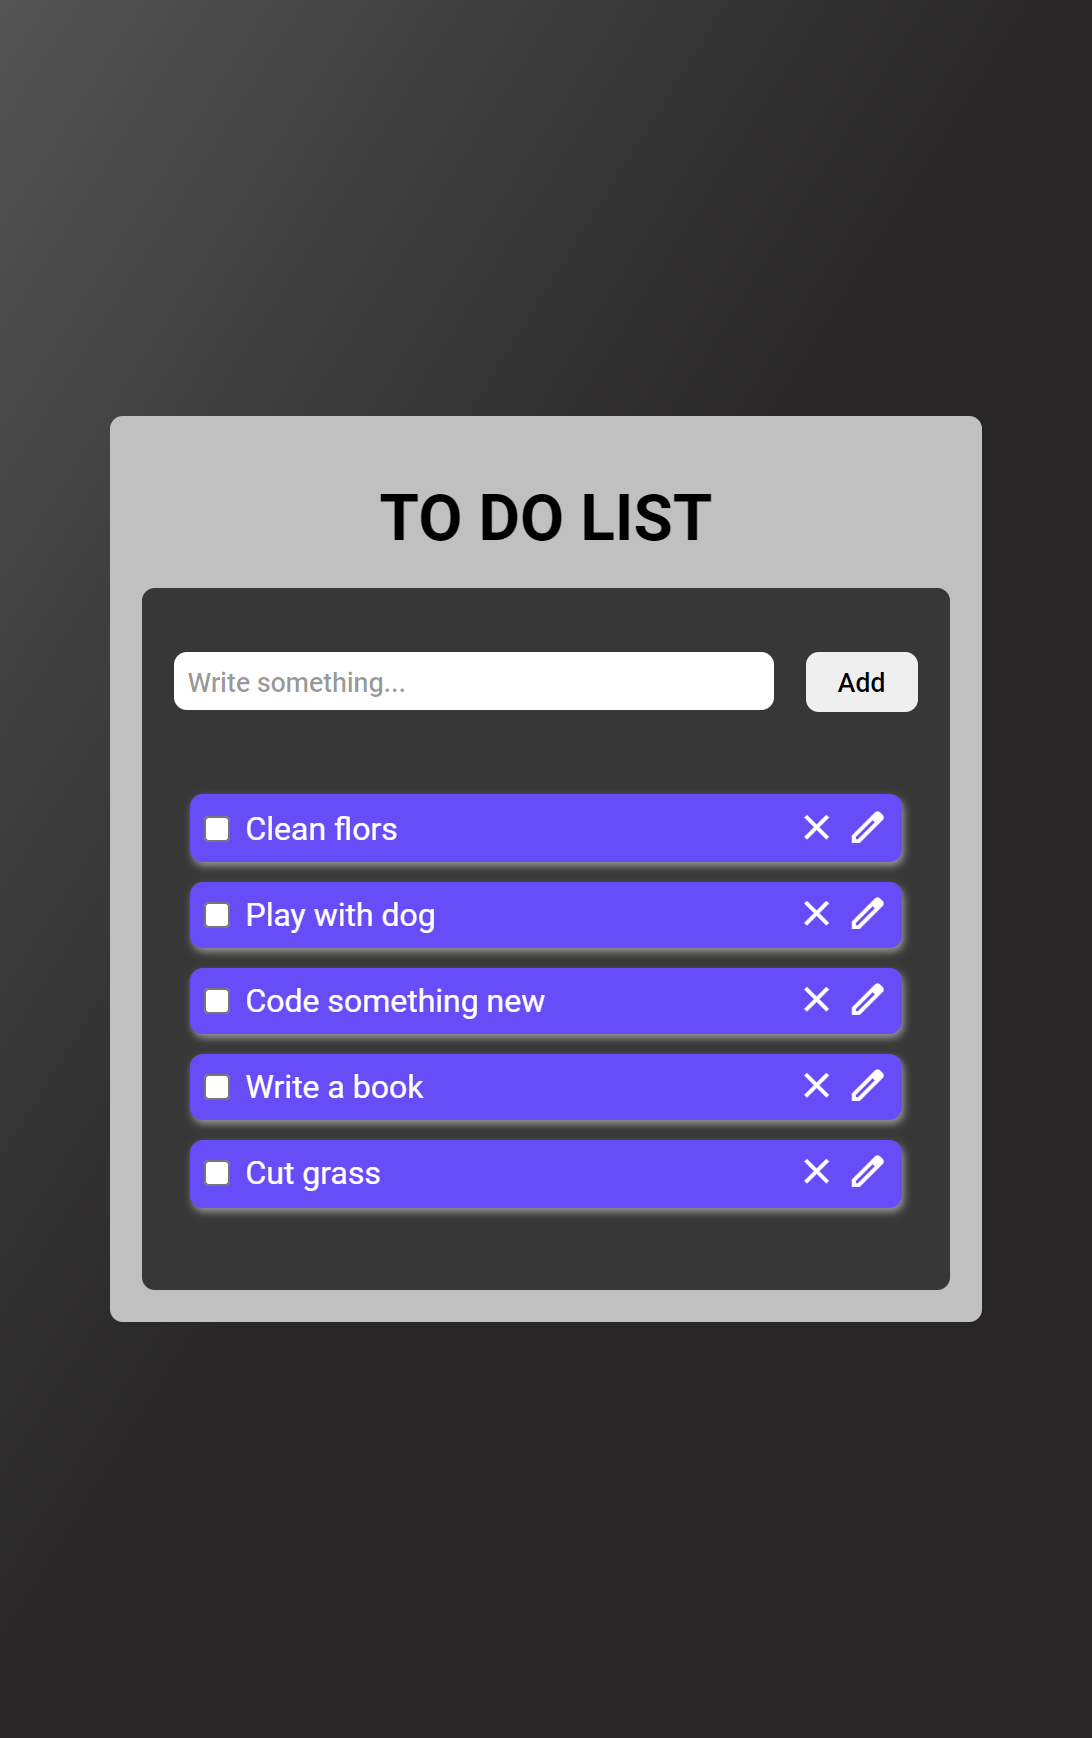 TO DO LIST
Write something...
Add
Clean flors
Play with dog
Code something new
Write a book
Cut grass